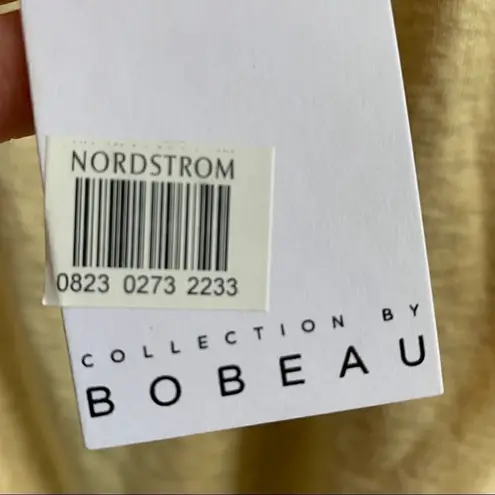 NORDSTROM
0823 0273 2233
COLLECTION BY
BOBEAU